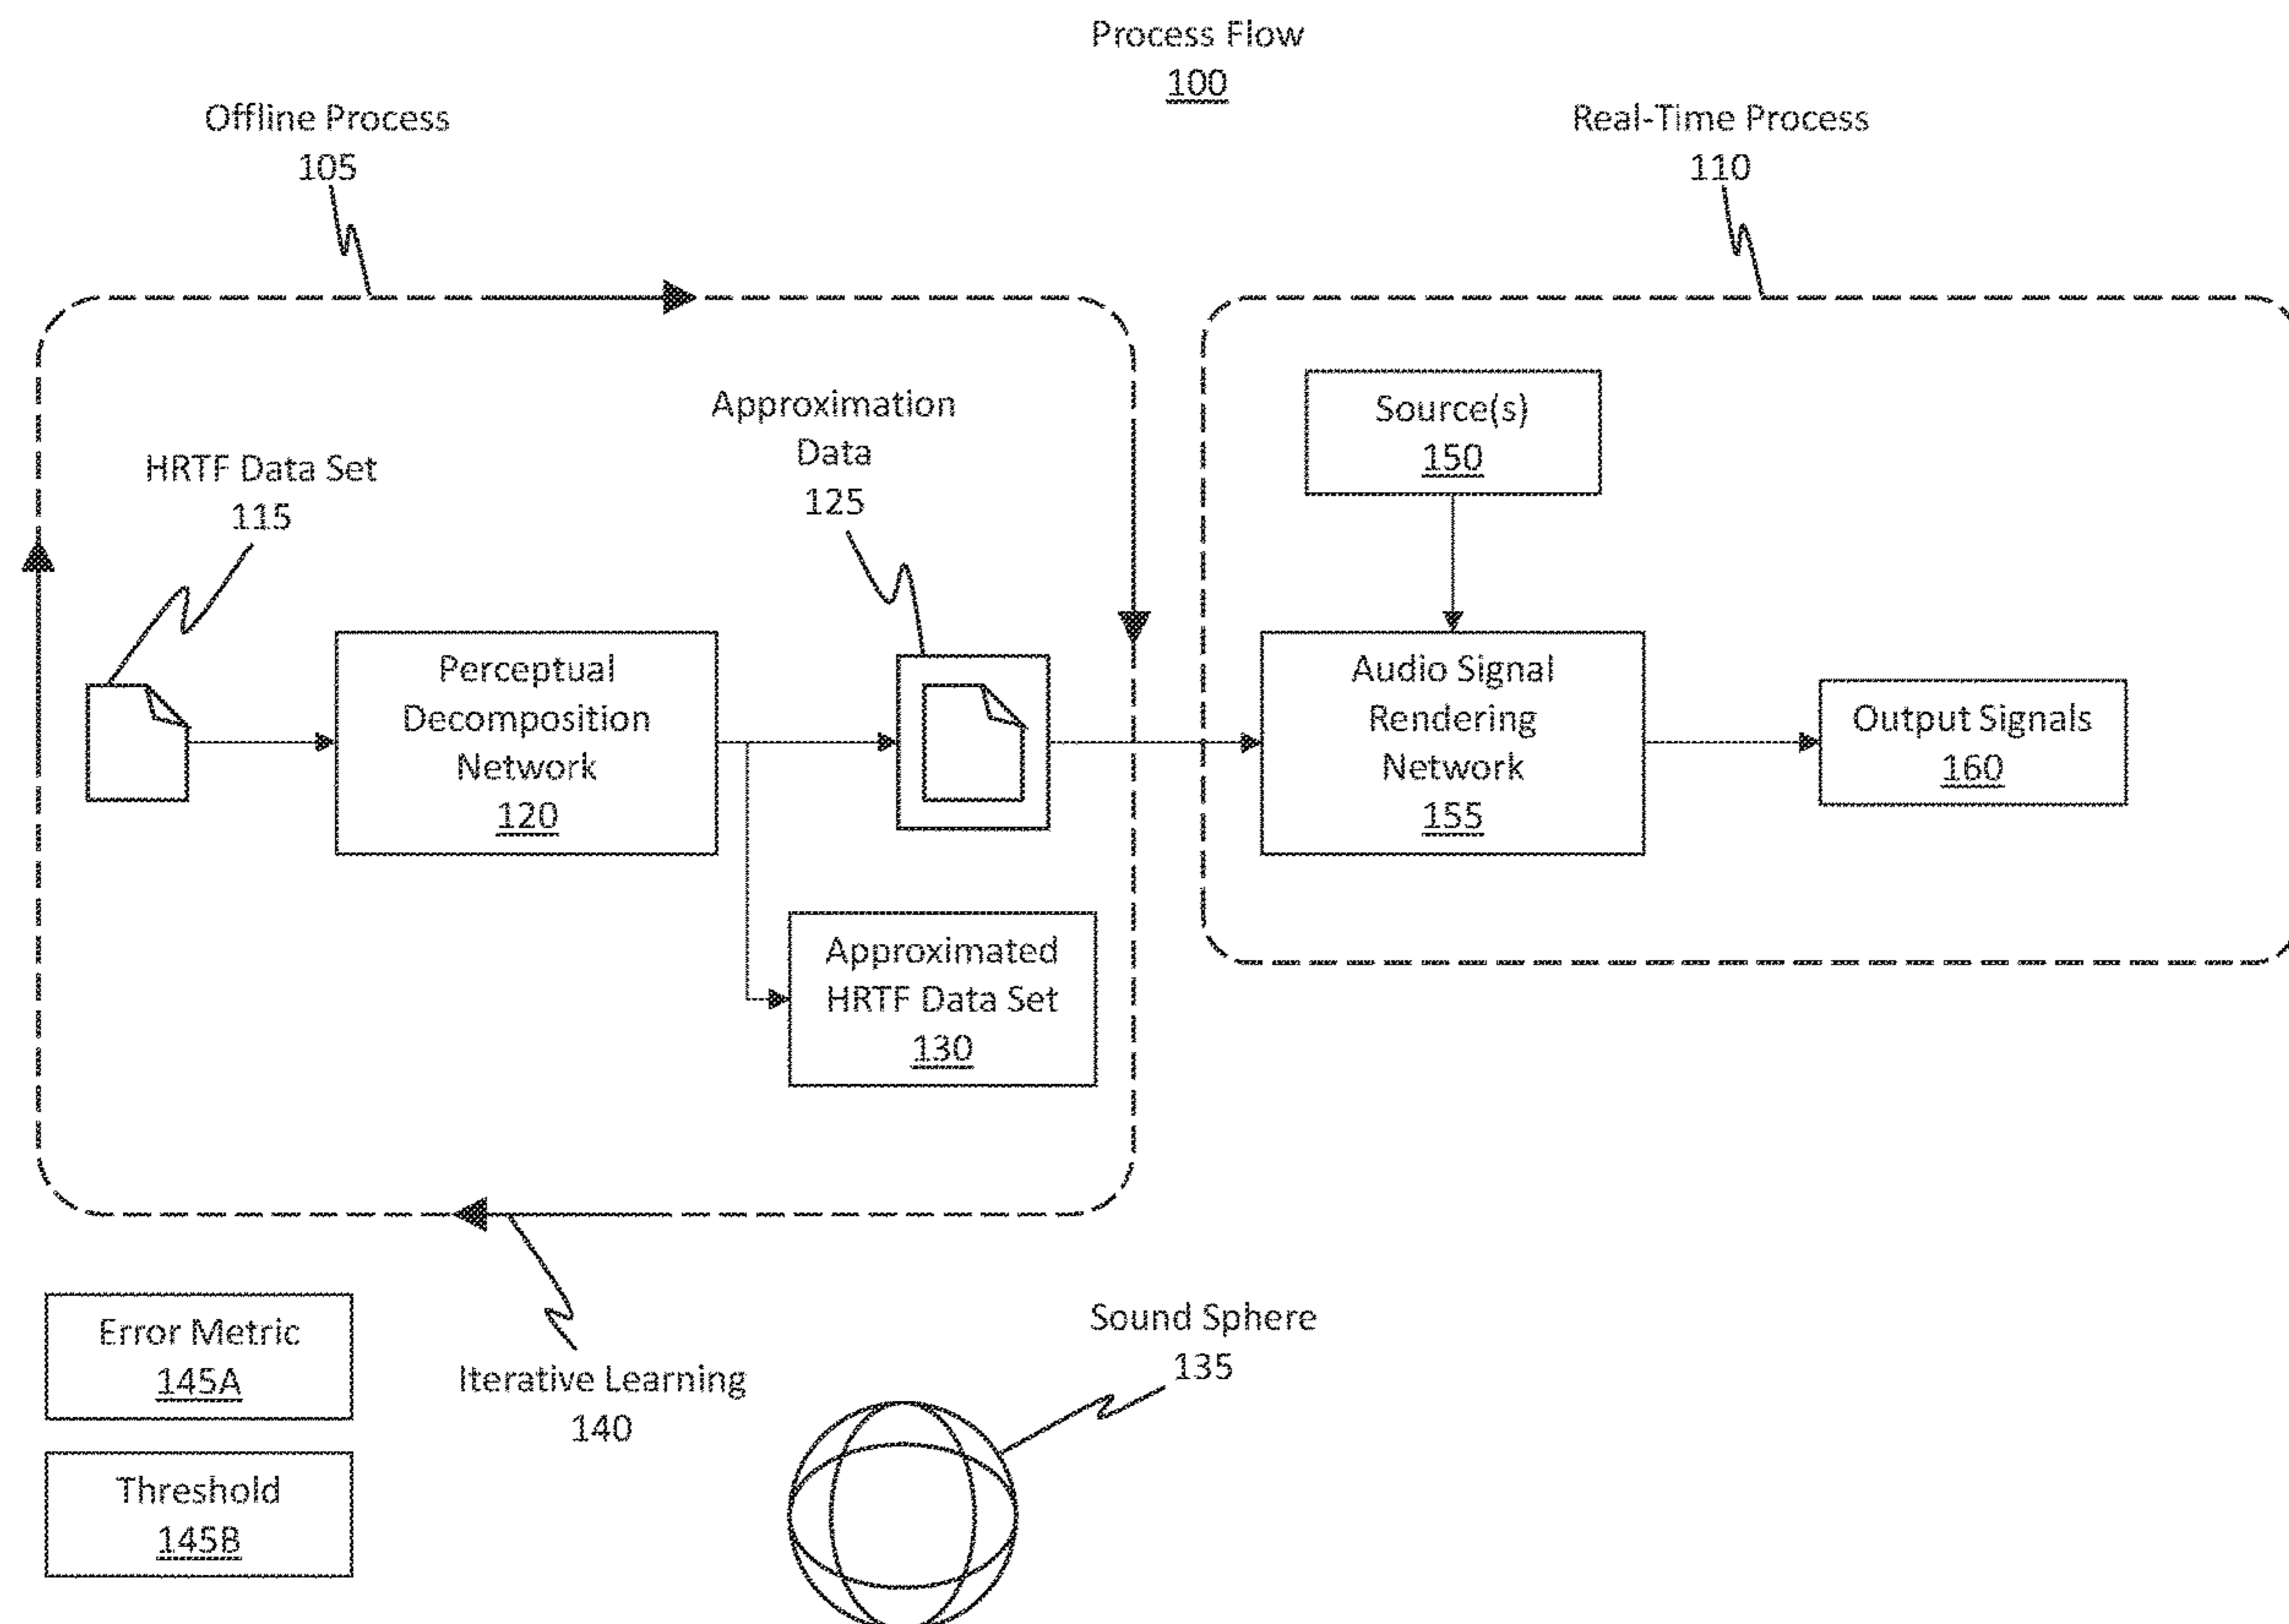 Process Flow
100
Offline Process
105
Real-Time Process
110
HRTF Data Set
115
Approximation
Data
125
Source(s)
150
Perceptual
Decomposition
Network
120
Audio Signal
Rendering
Network
155
Output Signals
160
Approximated
HRTF Data Set
130
Error Metric
145A
Threshold
145B
Iterative Learning
140
Sound Sphere
135